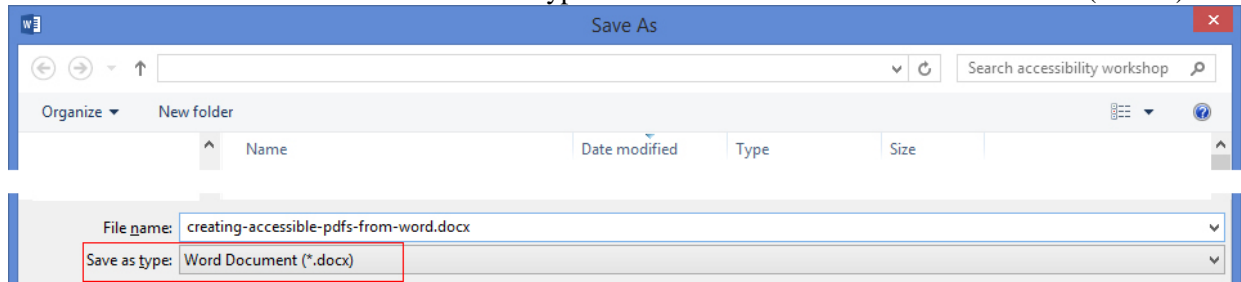 Save As
Search accessibility workshop
Organize New folder
Name Date modified Type Size
File name: creating-accessible-pdfs-from-word.docx
Save as type: Word Document (*.docx)